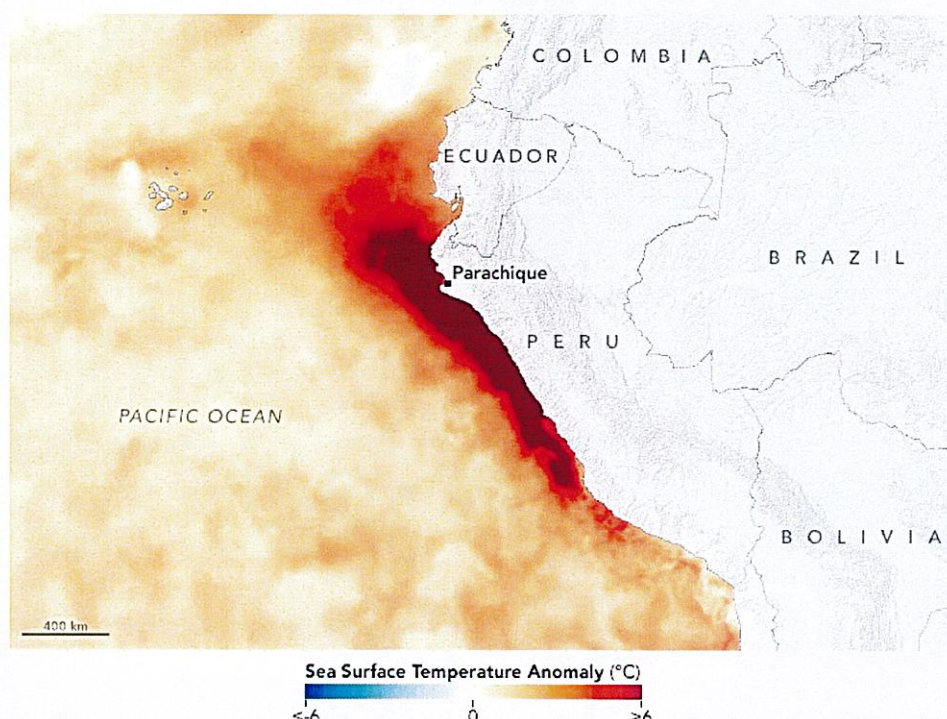 COLOMBIA
ECUADOR
BRAZIL
Parachique
PERU
PACIFIC OCEAN
BOLIVIA
400 km
Sea Surface Temperature Anomaly (°C)
≤-6 0 ≥6